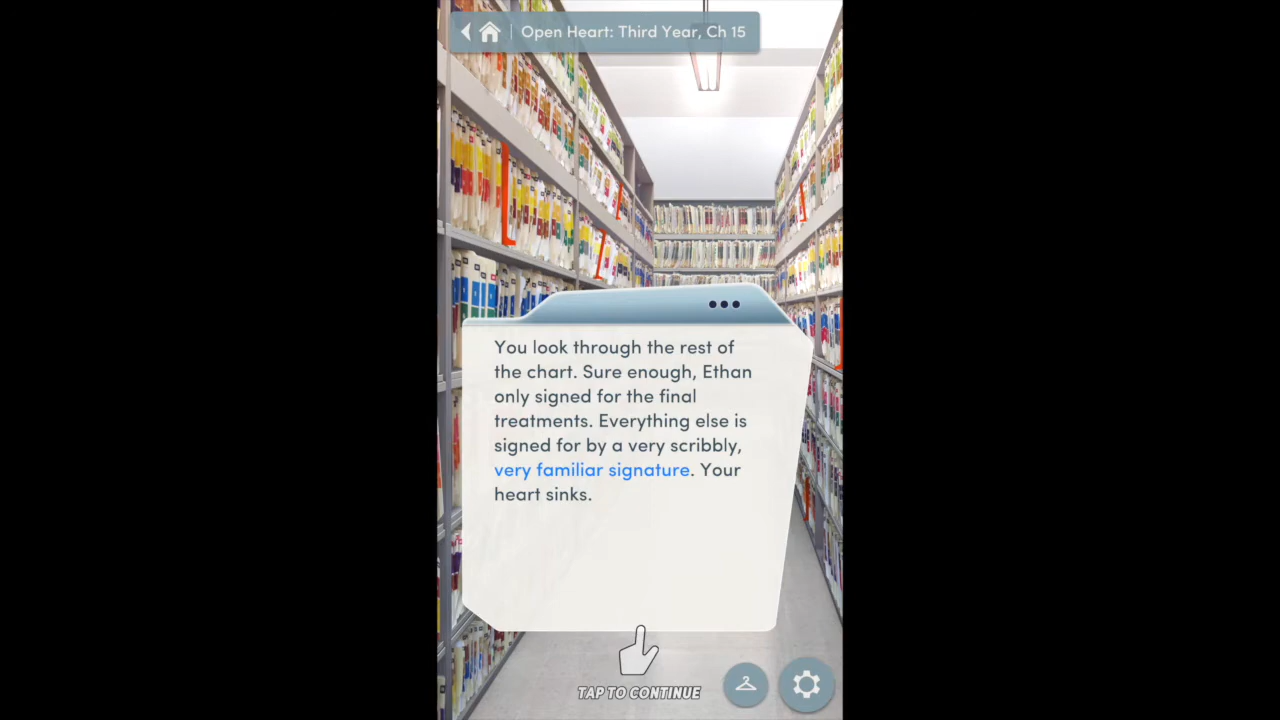 Open Heart: Third Year, Ch 15
You look through the rest of
the chart. Sure enough, Ethan
only signed for the final
treatments. Everything else is
signed for by a very scribbly,
very familiar signature. Your
heart sinks.
TAP TO CONTINUE